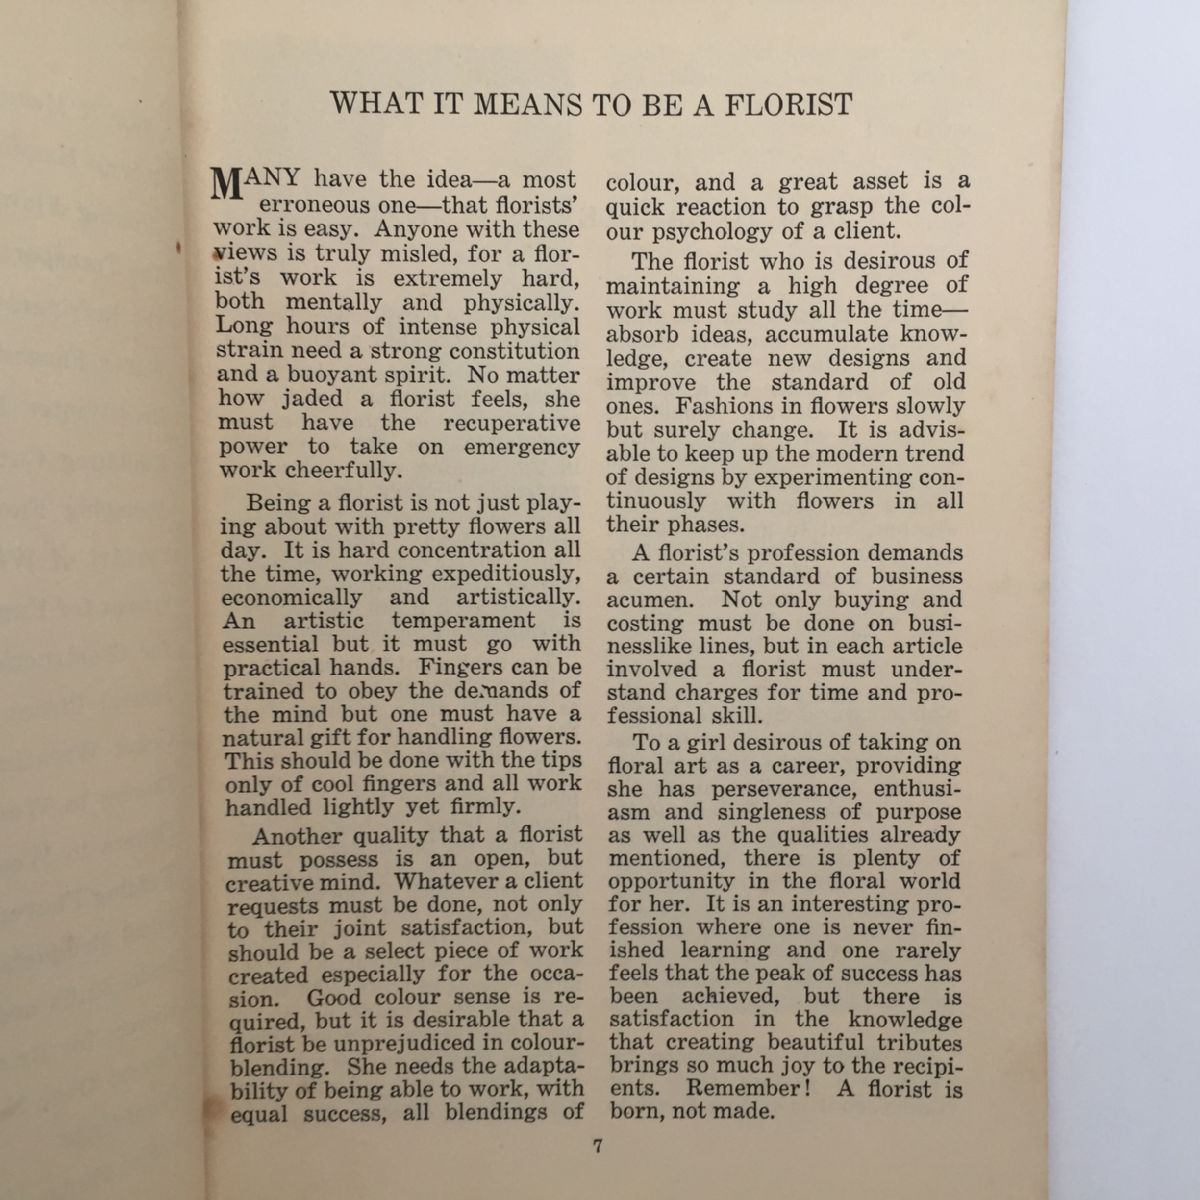 WHAT IT MEANS TO BE A FLORIST
MANY have the idea—a most
erroneous one—that florists'
work is easy. Anyone with these
views is truly misled, for a flor-
ist's work is extremely hard,
both mentally and physically.
Long hours of intense physical
strain need a strong constitution
and a buoyant spirit. No matter
how jaded a florist feels, she
must have the recuperative
power to take on emergency
work cheerfully.
Being a florist is not just play-
ing about with pretty flowers all
day. It is hard concentration all
the time, working expeditiously,
economically and artistically.
An artistic temperament is
essential but it must go with
practical hands. Fingers can be
trained to obey the demands of
the mind but one must have a
natural gift for handling flowers.
This should be done with the tips
only of cool fingers and all work
handled lightly yet firmly.
Another quality that a florist
must possess is an open, but
creative mind. Whatever a client
requests must be done, not only
to their joint satisfaction, but
should be a select piece of work
created especially for the occa-
sion. Good colour sense is re-
quired, but it is desirable that a
florist be unprejudiced in colour-
blending. She needs the adapta-
bility of being able to work, with
equal success, all blendings of
colour, and a great asset is a
quick reaction to grasp the col-
our psychology of a client.
The florist who is desirous of
maintaining a high degree of
work must study all the time—
absorb ideas, accumulate know-
ledge, create new designs and
improve the standard of old
ones. Fashions in flowers slowly
but surely change. It is advis-
able to keep up the modern trend
of designs by experimenting con-
tinuously with flowers in all
their phases.
A florist's profession demands
a certain standard of business
acumen. Not only buying and
costing must be done on busi-
nesslike lines, but in each article
involved a florist must under-
stand charges for time and pro-
fessional skill.
To a girl desirous of taking on
floral art as a career, providing
she has perseverance, enthusi-
asm and singleness of purpose
as well as the qualities already
mentioned, there is plenty of
opportunity in the floral world
for her. It is an interesting pro-
fession where one is never fin-
ished learning and one rarely
feels that the peak of success has
been achieved, but there is
satisfaction in the knowledge
that creating beautiful tributes
brings so much joy to the recipi-
ents. Remember! A florist is
born, not made.
7